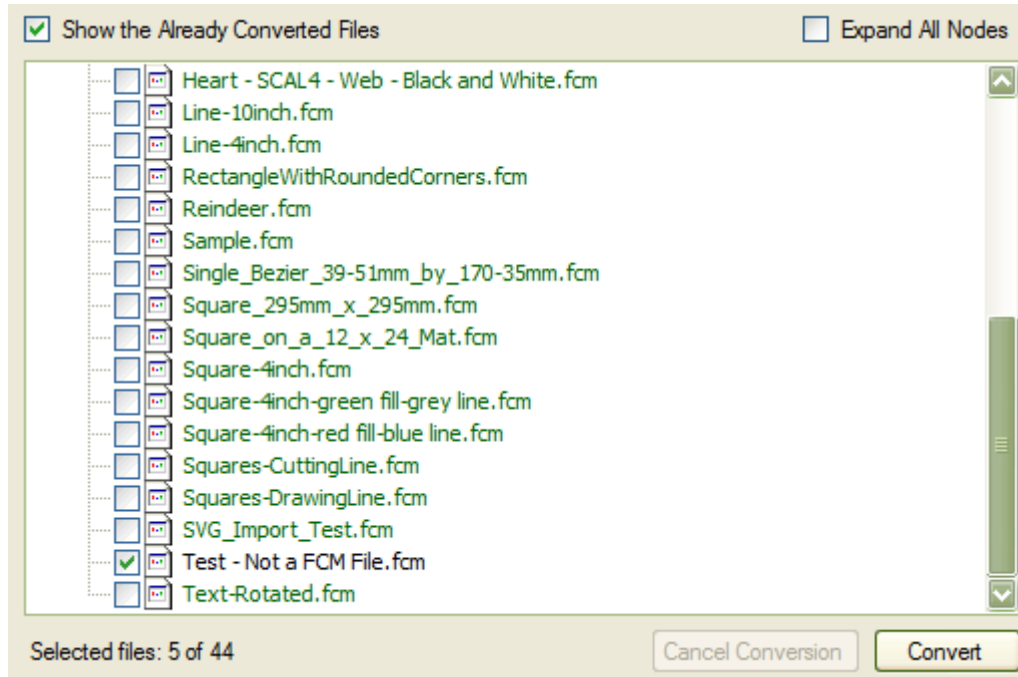 Show the Already Converted Files Expand All Nodes
Heart - SCAL4 - Web - Black and White.fcm
Line-10inch.fcm
Line-4inch.fcm
RectangleWithRoundedCorners.fcm
Reindeer.fcm
Sample.fcm
Single_Bezier_39-51mm_by_170-35mm.fcm
Square_295mm_x_295mm.fcm
Square_on_a_12_x_24_Mat.fcm
Square-4inch.fcm
Square-4inch-green fill-grey line.fcm
Square-4inch-red fill-blue line.fcm
Squares-CuttingLine.fcm
Squares-DrawingLine.fcm
SVG_Import_Test.fcm
Test - Not a FCM File.fcm
Text-Rotated.fcm
Selected files: 5 of 44 Cancel Conversion Convert